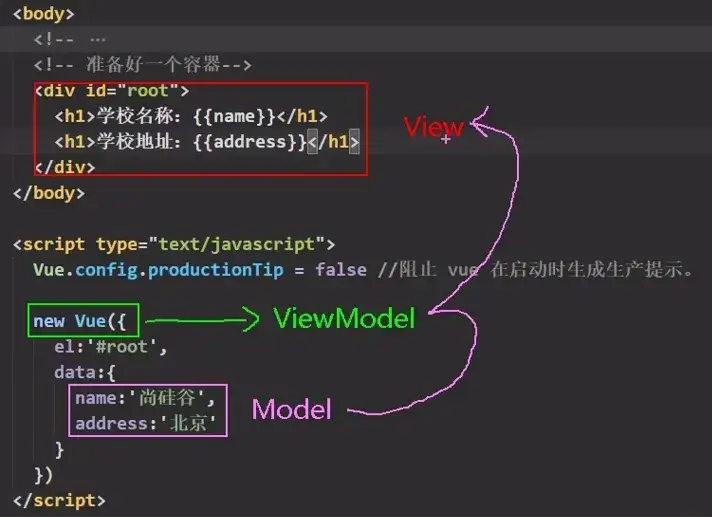 <body>
<!-- ...
<!-- 准备好一个容器-->
<div id="root">
<h1>学校名称：{{name}}</h1>
<h1>学校地址：{{address}}</h1>
View
</div>
</body>
<script type="text/javascript">
Vue.config.productionTip = false //阻止 vue 在启动时生成生产提示。
new Vue({
ViewModel
el:'#root',
data:{
name:'尚硅谷',
Model
address:'北京'
}
})
</script>